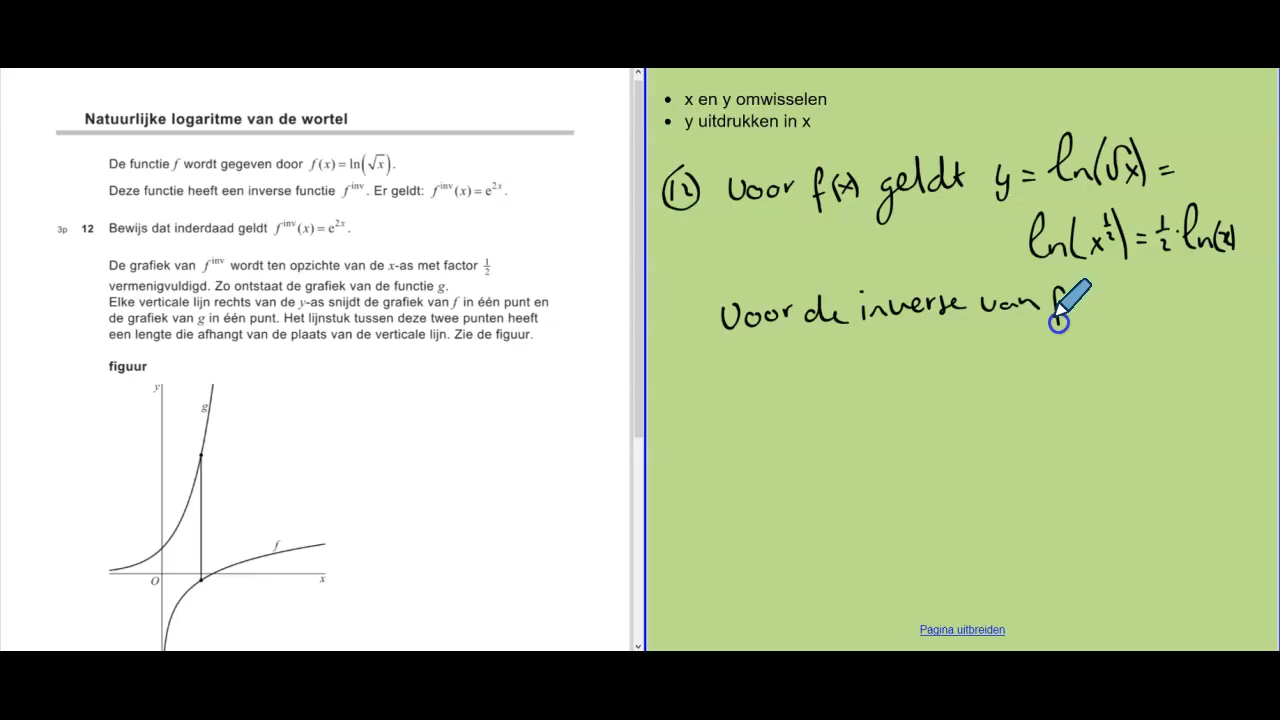 Natuurlijke logaritme van de wortel
De functie f wordt gegeven door f(x) = ln(√x).
Deze functie heeft een inverse functie f^inv. Er geldt: f^inv(x) = e^2x.
3p 12 Bewijs dat inderdaad geldt f^inv(x) = e^2x.
De grafiek van f^inv wordt ten opzichte van de x-as met factor 1/2
vermenigvuldigd. Zo ontstaat de grafiek van de functie g.
Elke verticale lijn rechts van de y-as snijdt de grafiek van f in één punt en
de grafiek van g in één punt. Het lijnstuk tussen deze twee punten heeft
een lengte die afhangt van de plaats van de verticale lijn. Zie de figuur.
figuur
y
g
f
O
x
• x en y omwisselen
• y uitdrukken in x
12 Voor f(x) geldt y = ln(√x) =
ln(x^1/2) = 1/2 · ln(x)
Voor de inverse van f
Pagina uitbreiden